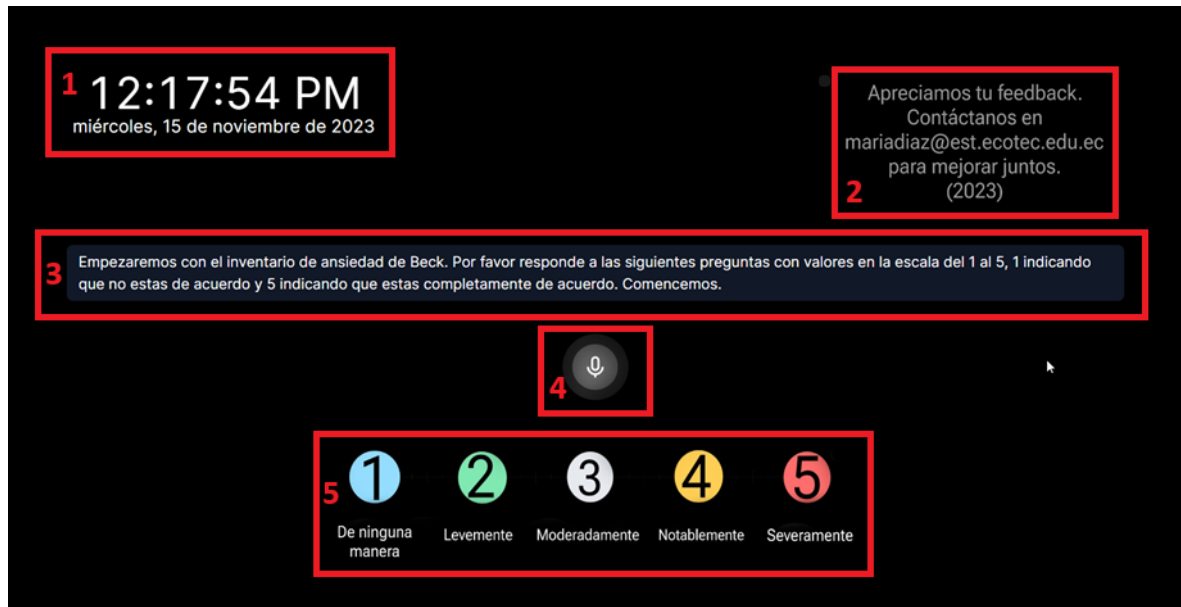 1
12:17:54 PM
miércoles, 15 de noviembre de 2023
Apreciamos tu feedback.
Contáctanos en
mariadiaz@est.ecotec.edu.ec
para mejorar juntos.
2
(2023)
3
Empezaremos con el inventario de ansiedad de Beck. Por favor responde a las siguientes preguntas con valores en la escala del 1 al 5, 1 indicando
que no estas de acuerdo y 5 indicando que estas completamente de acuerdo. Comencemos.
4
5
1 2 3 4 5
De ninguna manera
Levemente
Moderadamente
Notablemente
Severamente